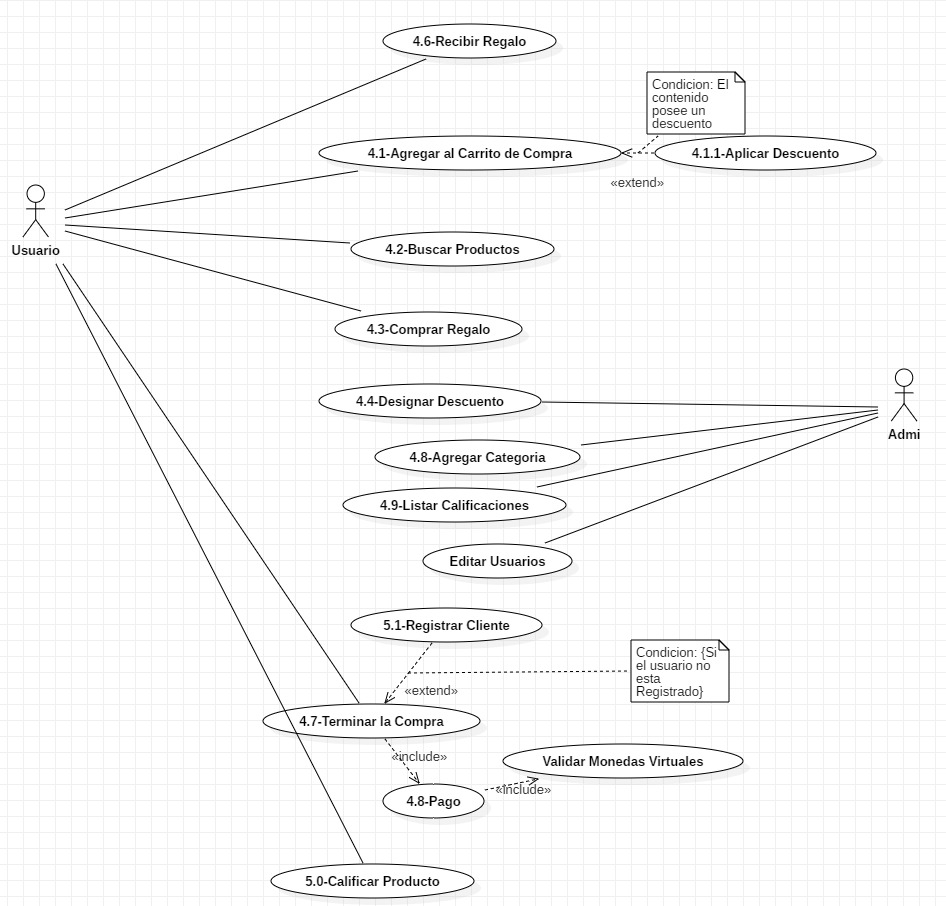 4.6-Recibir Regalo
Condicion: El
contenido
posee un
descuento
4.1-Agregar al Carrito de Compra
4.1.1-Aplicar Descuento
«extend»
Usuario
4.2-Buscar Productos
4.3-Comprar Regalo
4.4-Designar Descuento
Admi
4.8-Agregar Categoria
4.9-Listar Calificaciones
Editar Usuarios
5.1-Registrar Cliente
Condicion: {Si
el usuario no
esta
Registrado}
«extend»
4.7-Terminar la Compra
«include»
Validar Monedas Virtuales
«include»
4.8-Pago
5.0-Calificar Producto